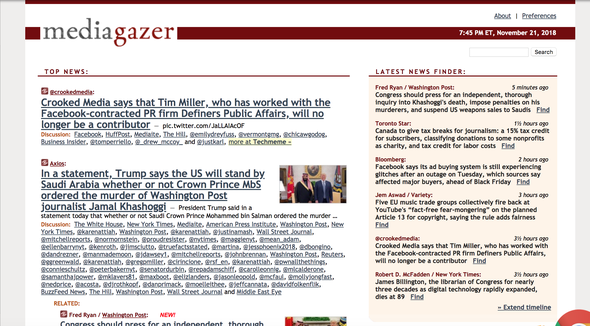 About | Preferences
mediagazer
7:45 PM ET, November 21, 2018
Search
TOP NEWS:
@crookedmedia:
Crooked Media says that Tim Miller, who has worked with the
Facebook-contracted PR firm Definers Public Affairs, will no
longer be a contributor — pic.twitter.com/JaLLAlAcOF
Discussion: Facebook, HuffPost, Mediaite, The Hill, @emilydreyfuss, @vermontgmg, @chicawgodog,
Business Insider, @tomperriello, @_drew_mccoy_ and @justkarl, more at Techmeme »
Axios:
In a statement, Trump says the US will stand by
Saudi Arabia whether or not Crown Prince MbS
ordered the murder of Washington Post
journalist Jamal Khashoggi — President Trump said in a
statement today that whether or not Saudi Crown Prince Mohammed bin Salman ordered the murder …
Discussion: The White House, New York Times, Mediaite, American Press Institute, Washington Post, New
York Times, @karenattiah, Washington Post, @karenattiah, @justinamash, Wall Street Journal,
@mitchellreports, @normornstein, @proudresister, @nytimes, @maggienyt, @mean_adam,
@ellenbarrynyt, @kenroth, @jimsciutto, @truefactsstated, @martina, @jessohoenix2018, @dbongino,
@dandrezner, @manmademoon, @jdawsey1, @mitchellreports, @johnbrennan, Washington Post, Reuters,
@ggreenwald, @karenattiah, @gregpmiller, @cirincione, @rsf_en, @karenattiah, @ownallithings,
@connieschultz, @peterbakernyt, @senatordurbin, @repadamschiff, @carolleonnig, @micalderone,
@samanthajpower, @mklavers81, @maxboot, @eliclifton, @jasonleopold, @mcfaul, @mollyjongfast,
@nedprice, @acosta, @djrothkopf, @danprimack, @moelleithee, @jeffcannata, @davidfolkenflik,
BuzzFeed News, The Hill, Washington Post, Wall Street Journal and Middle East Eye
RELATED:
Fred Ryan / Washington Post: NEW!
Congress should press for an independent, thorough
LATEST NEWS FINDER:
Fred Ryan / Washington Post: 5 minutes ago
Congress should press for an independent, thorough
inquiry into Khashoggi's death, impose penalties on his
murderers, and suspend US weapons sales to Saudis Find
Toronto Star: 1½ hours ago
Canada to give tax breaks for journalism: a 15% tax credit
for subscribers, classifying donations to some nonprofits
as charity, and tax credit for labor costs Find
Bloomberg: 2 hours ago
Facebook says its ad buying system is still experiencing
glitches after an outage on Tuesday, which sources say
affected major buyers, ahead of Black Friday Find
Jem Aswad / Variety: 3 hours ago
Five EU music trade groups collectively fire back at
YouTube's "fact-free fear-mongering" on the planned
Article 13 for copyright, saying the rule adds fairness
Find
@crookedmedia: 3½ hours ago
Crooked Media says that Tim Miller, who has worked with
the Facebook-contracted PR firm Definers Public Affairs,
will no longer be a contributor Find
Robert D. McFadden / New York Times: 3½ hours ago
James Billington, the librarian of Congress for nearly
three decades as digital technology rapidly expanded,
dies at 89 Find
» Extend timeline